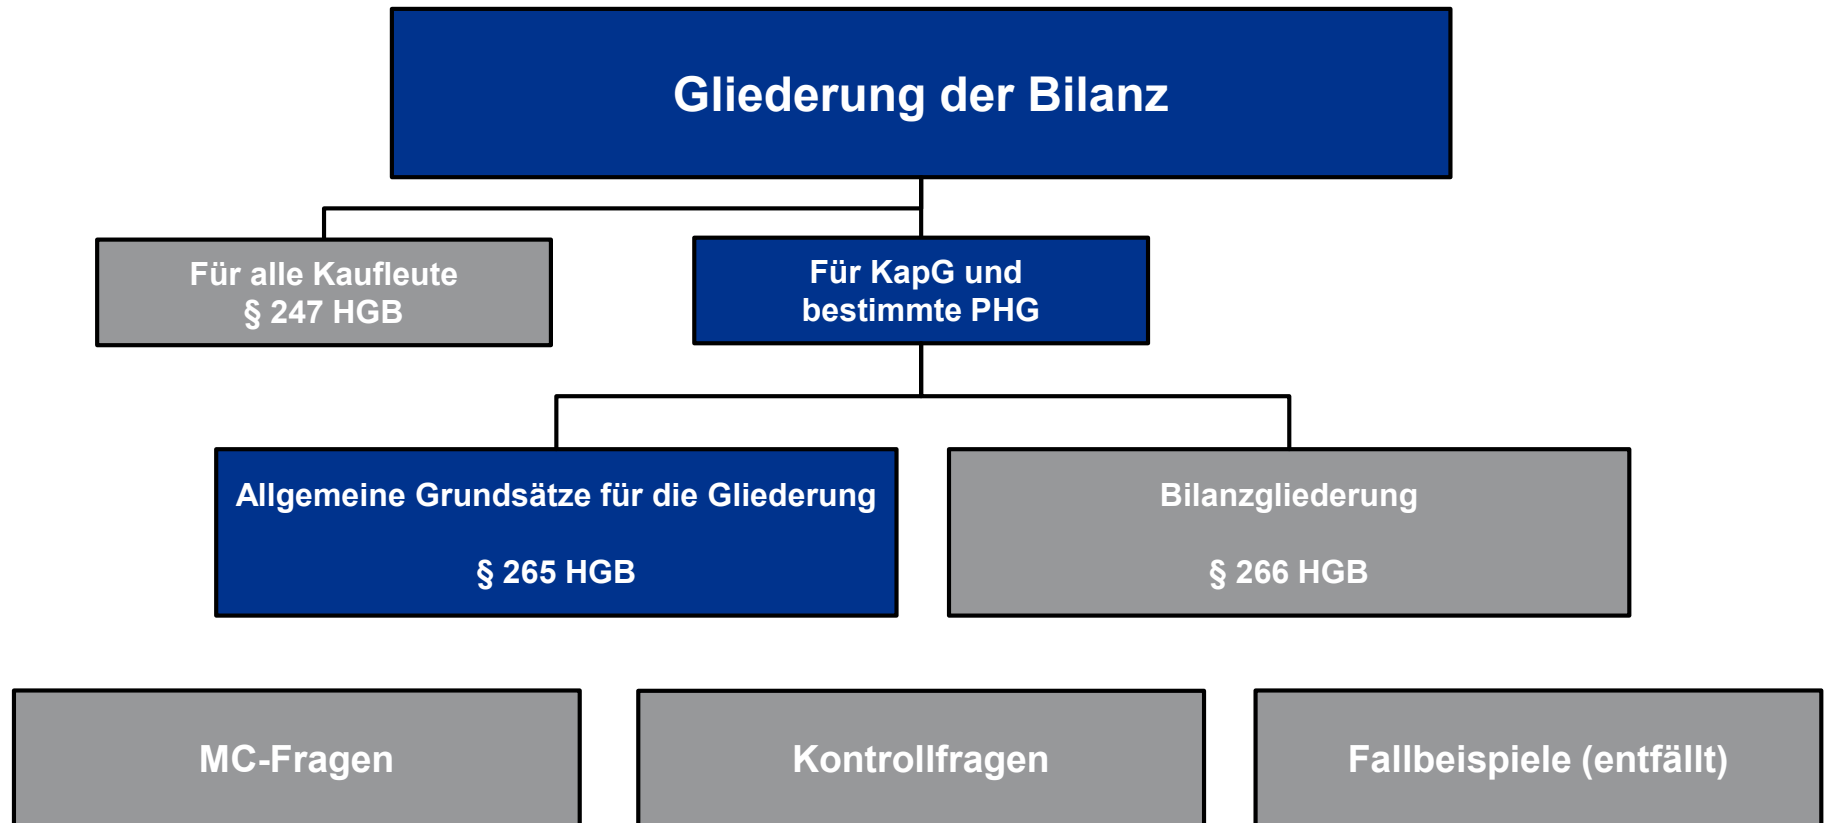 Gliederung der Bilanz
Für alle Kaufleute
§ 247 HGB
Für KapG und
bestimmte PHG
Allgemeine Grundsätze für die Gliederung
§ 265 HGB
Bilanzgliederung
§ 266 HGB
MC-Fragen
Kontrollfragen
Fallbeispiele (entfällt)